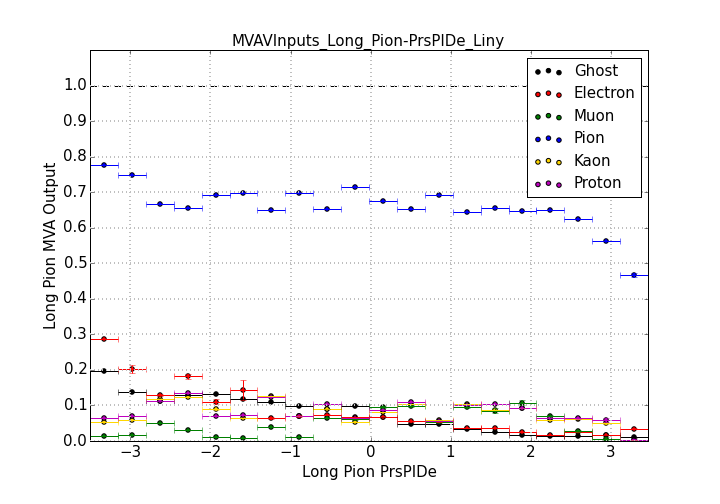 MVAVInputs_Long_Pion-PrsPIDe_Liny
Long Pion MVA Output
1.0
0.9
0.8
0.7
0.6
0.5
0.4
0.3
0.2
0.1
0.0
Ghost
Electron
Muon
Pion
Kaon
Proton
−3 −2 −1 0 1 2 3
Long Pion PrsPIDe